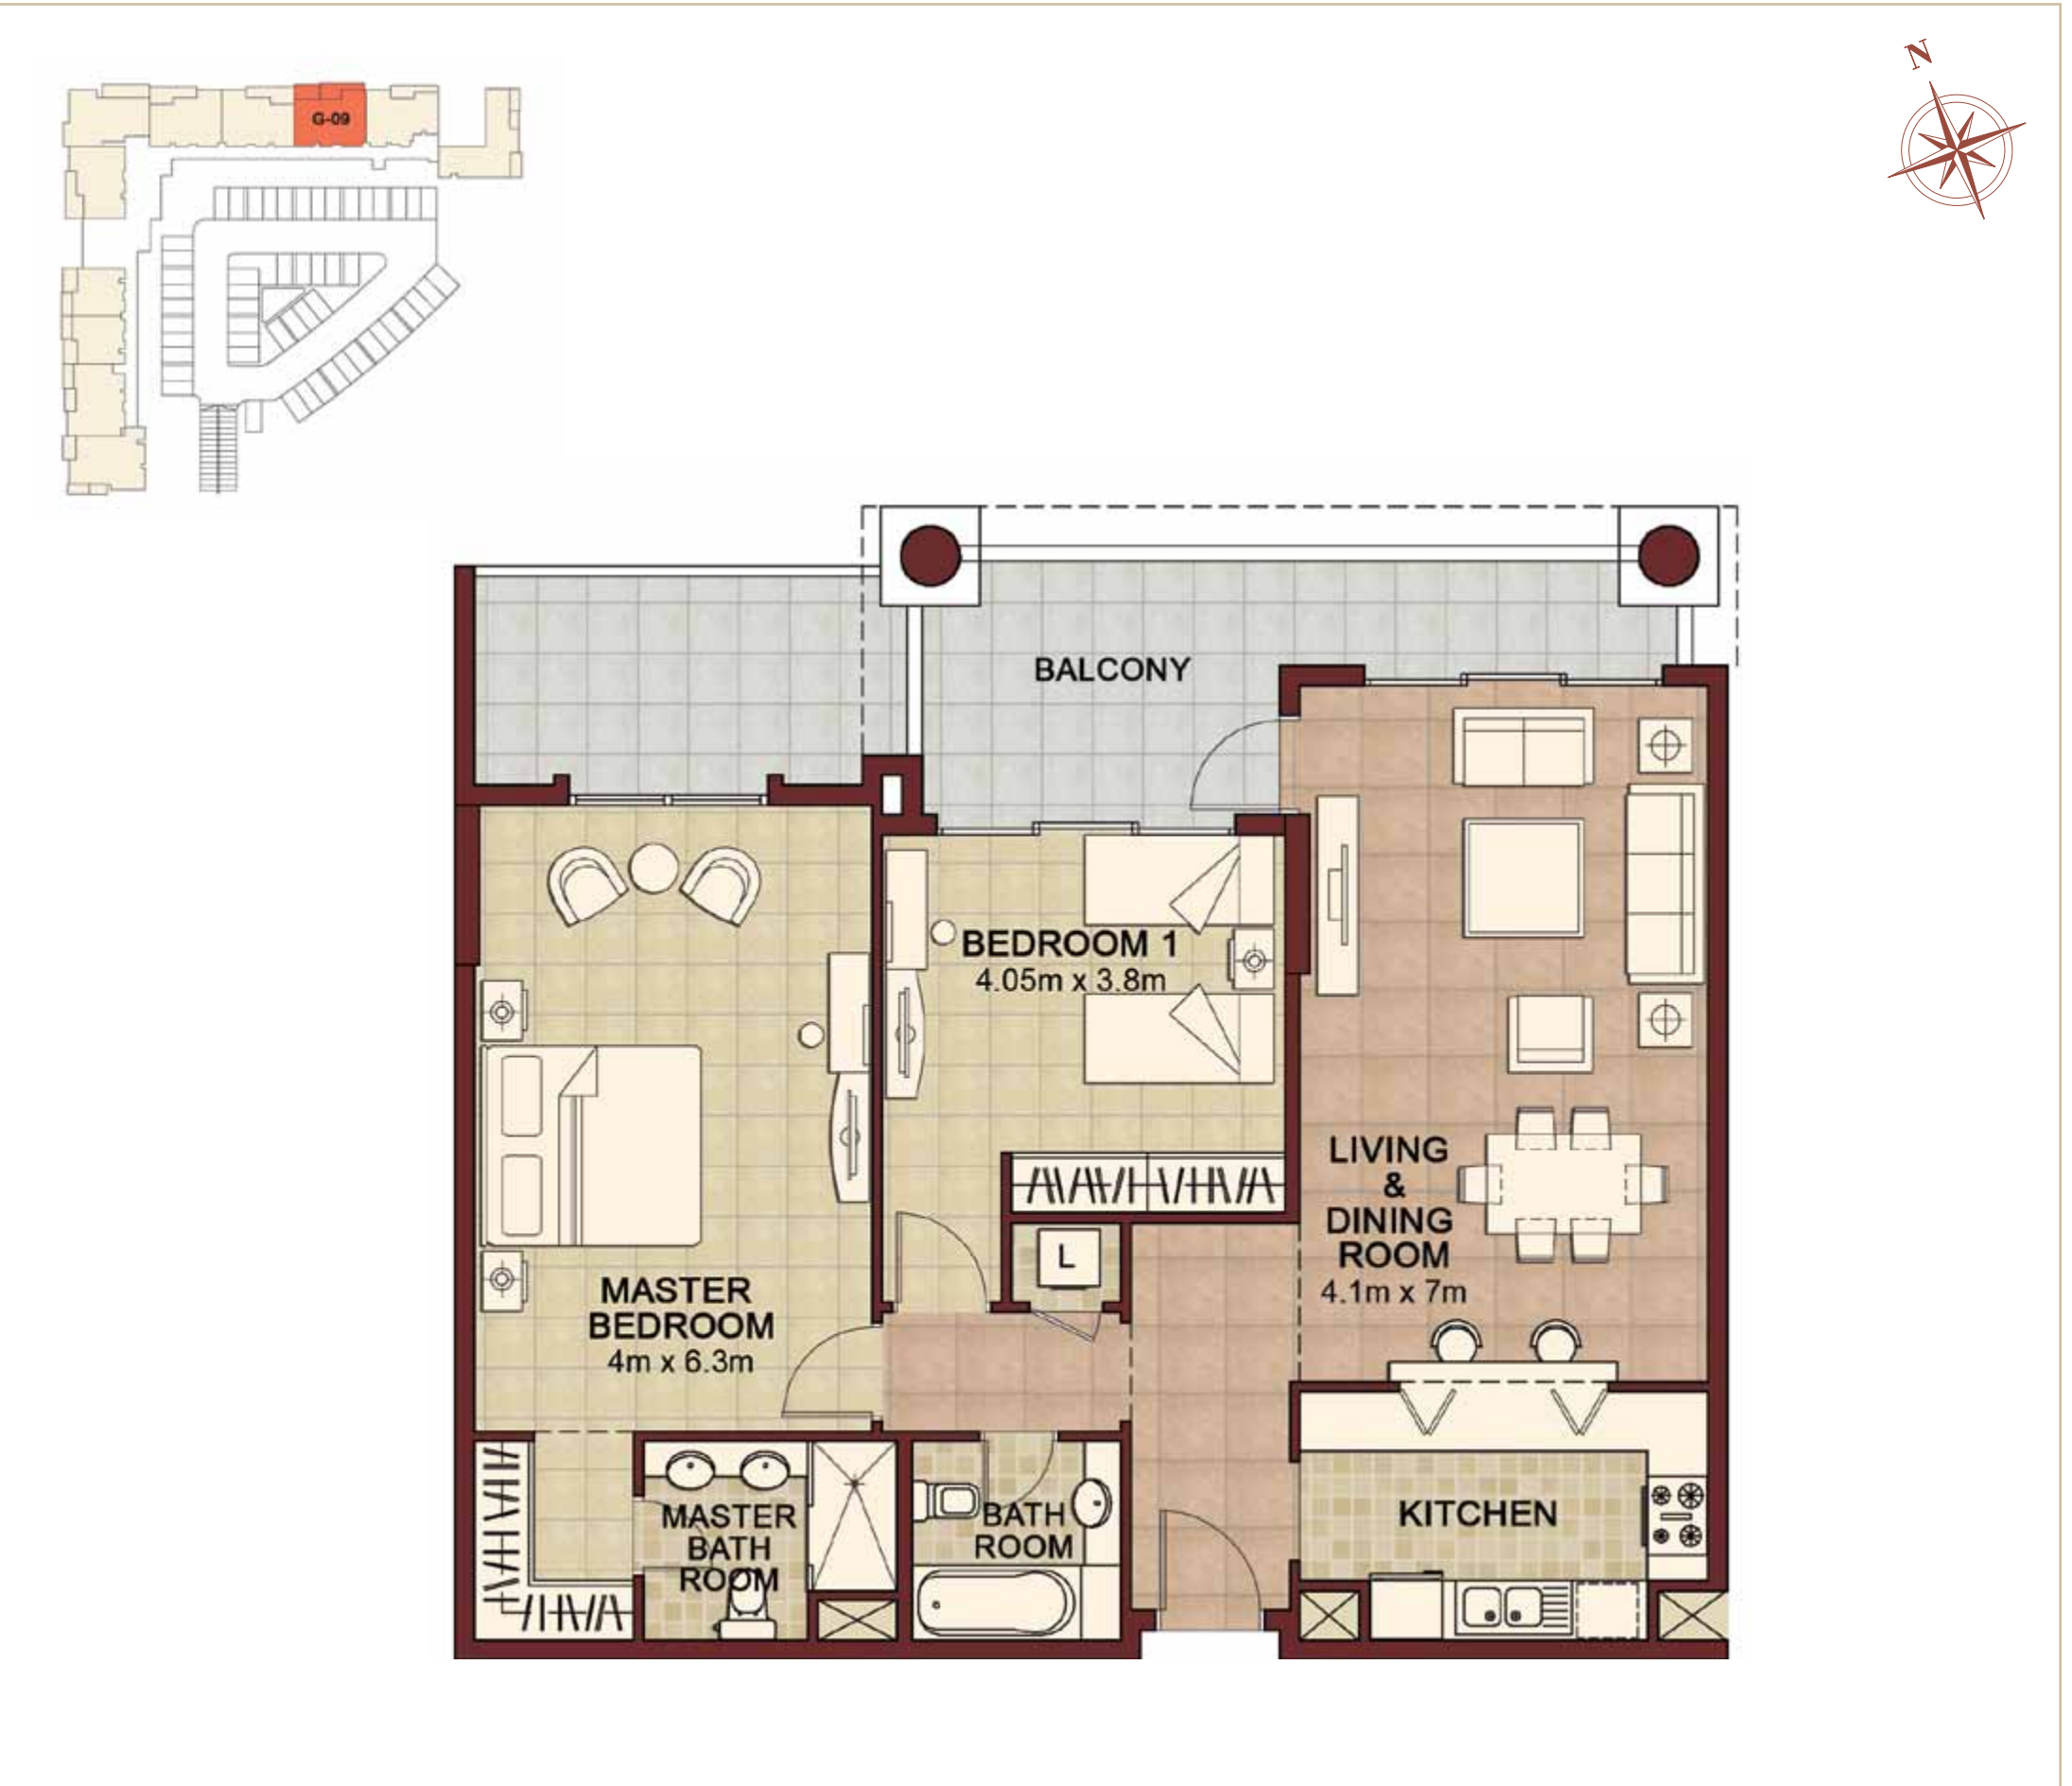 N
G-09
BALCONY
BEDROOM 1
4.05m x 3.8m
LIVING
&
DINING
ROOM
4.1m x 7m
L
MASTER
BEDROOM
4m x 6.3m
MASTER
BATH
ROOM
BATH
ROOM
KITCHEN